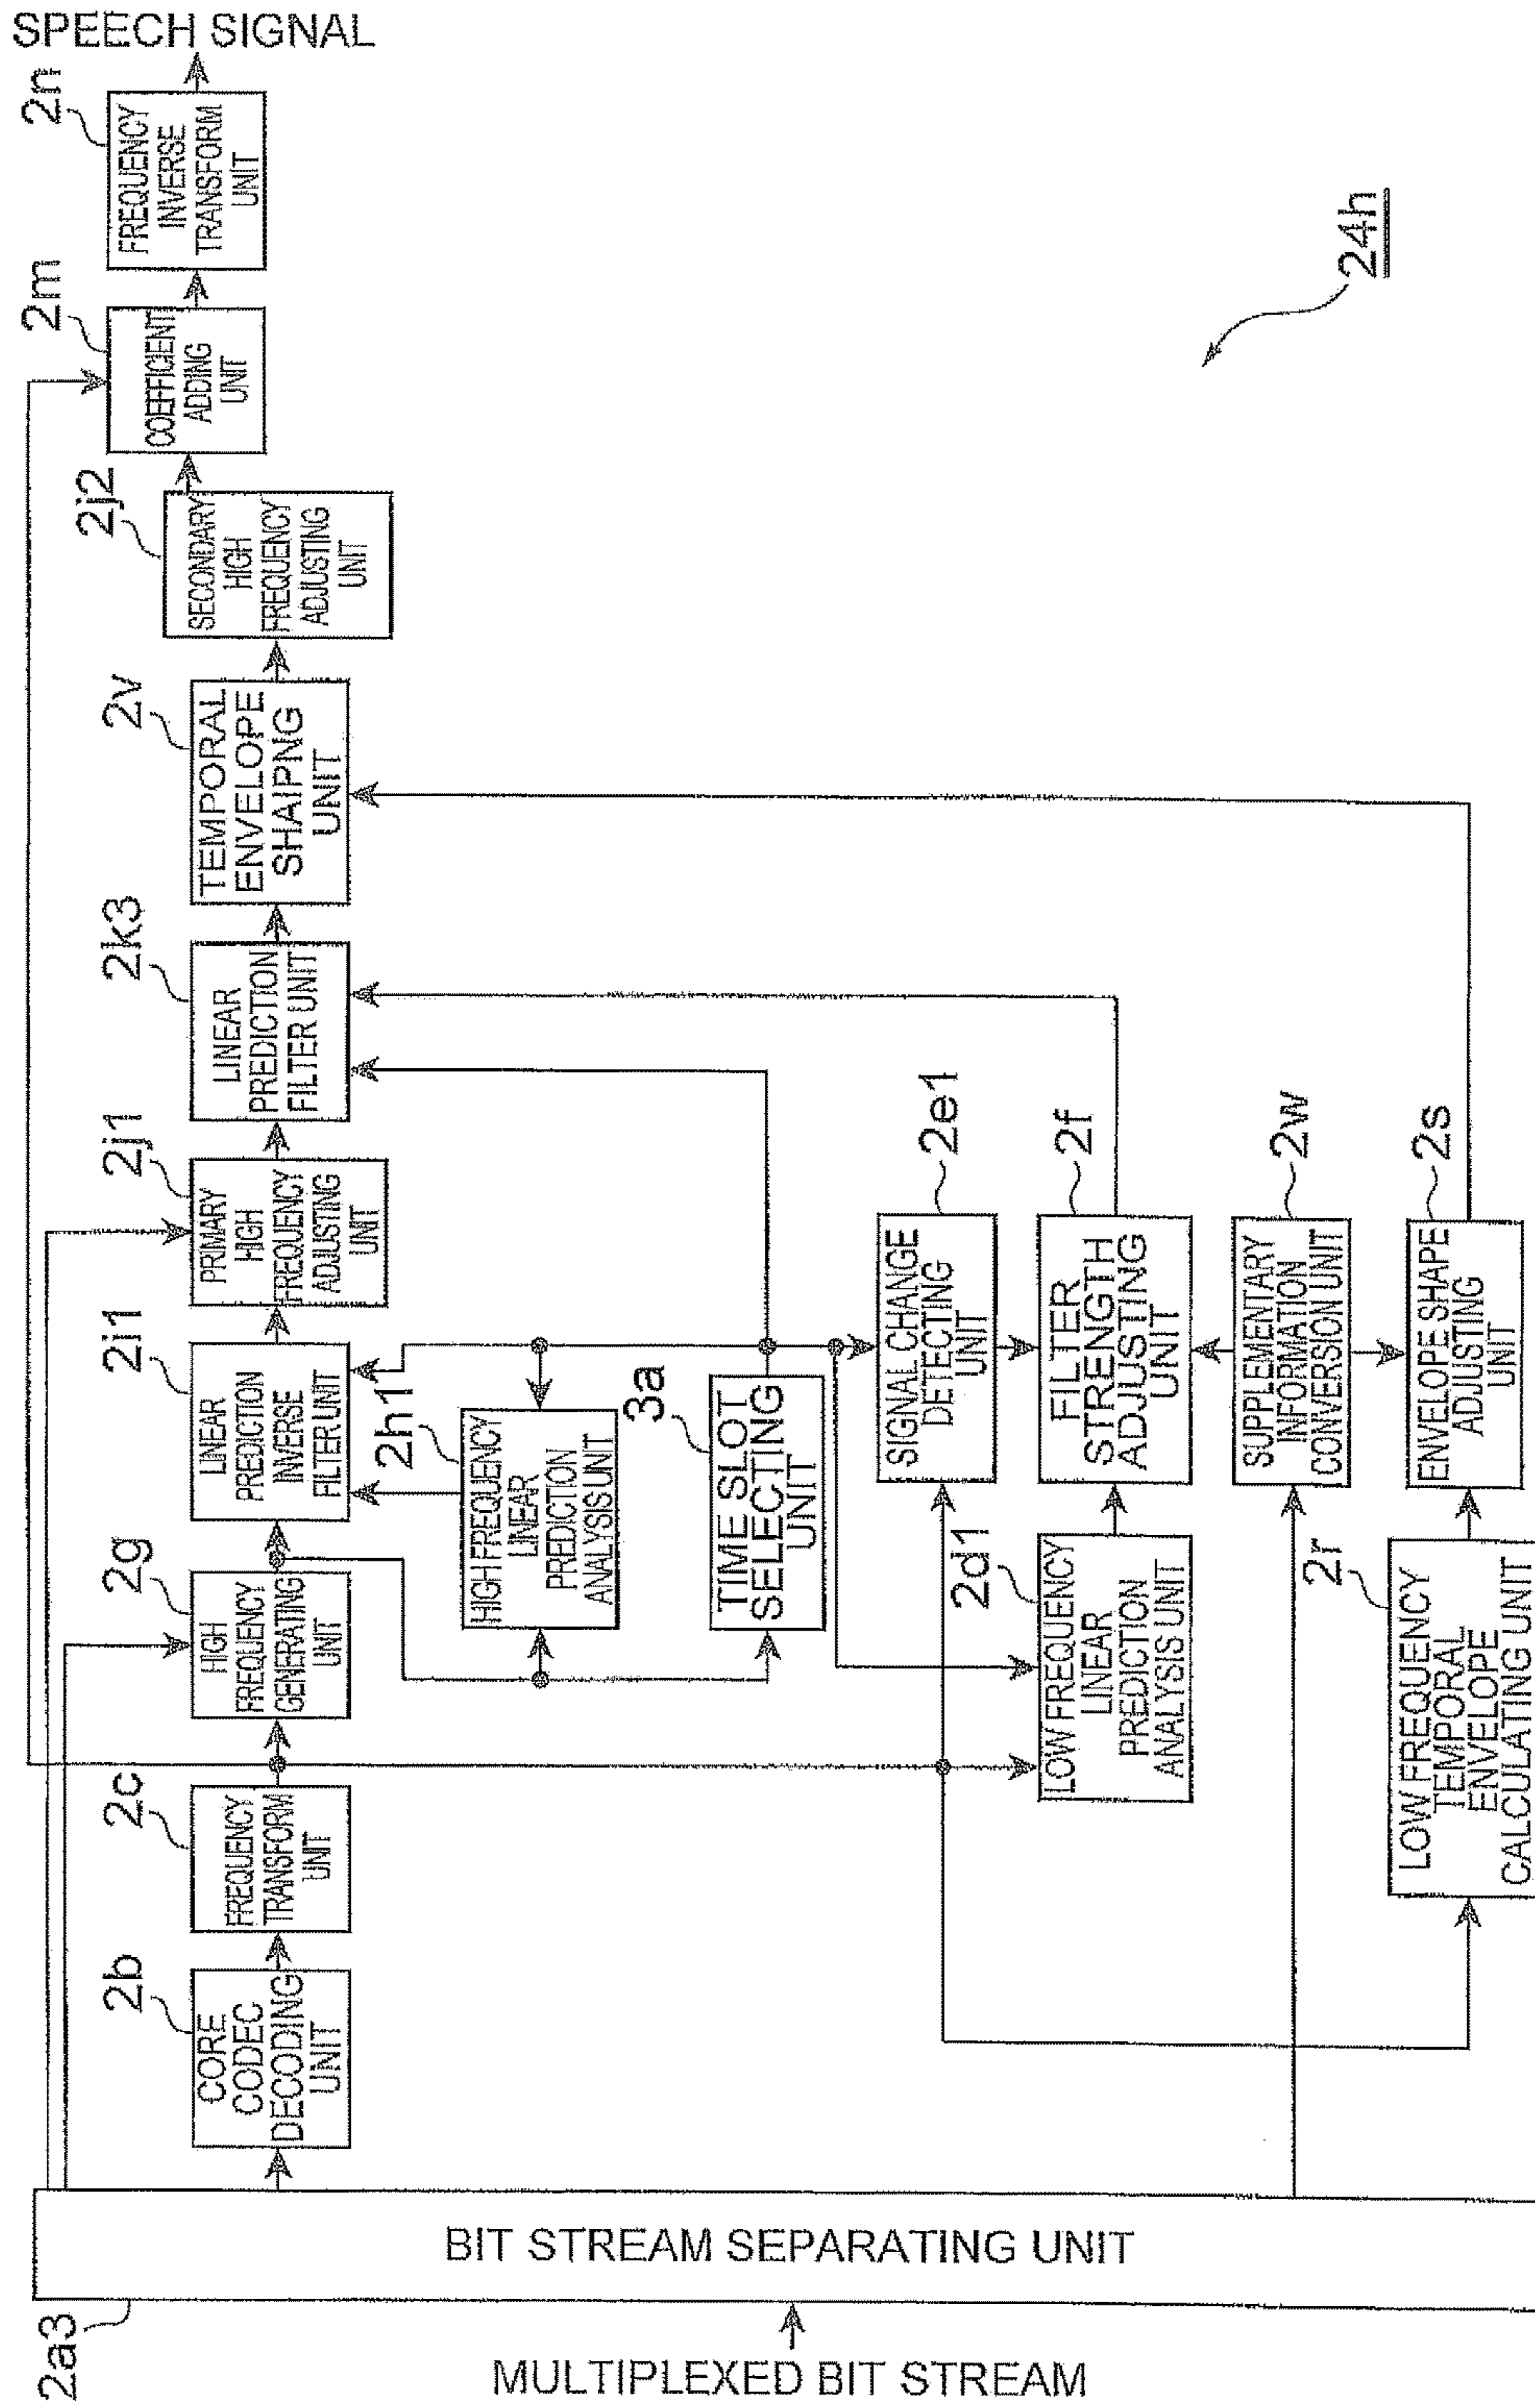 SPEECH SIGNAL
2n
FREQUENCY
INVERSE
TRANSFORM
UNIT
2m
COEFFICIENT
ADDING
UNIT
2j2
SECONDARY
HIGH
FREQUENCY
ADJUSTING
UNIT
2v
TEMPORAL
ENVELOPE
SHAIPNG
UNIT
2k3
LINEAR
PREDICTION
FILTER UNIT
2j1
PRIMARY
HIGH
FREQUENCY
ADJUSTING
UNIT
2i1
LINEAR
PREDICTION
INVERSE
FILTER UNIT
2h1
HIGH FREQUENCY
LINEAR
PREDICTION
ANALYSIS UNIT
2g
HIGH
FREQUENCY
GENERATING
UNIT
2c
FREQUENCY
TRANSFORM
UNIT
2b
CORE
CODEC
DECODING
UNIT
3a
TIME SLOT
SELECTING
UNIT
2e1
SIGNAL CHANGE
DETECTING
UNIT
2f
FILTER
STRENGTH
ADJUSTING
UNIT
2d1
LOW FREQUENCY
LINEAR
PREDICTION
ANALYSIS UNIT
2w
SUPPLEMENTARY
INFORMATION
CONVERSION UNIT
2s
ENVELOPE SHAPE
ADJUSTING
UNIT
2r
LOW FREQUENCY
TEMPORAL
ENVELOPE
CALCULATING UNIT
24h
BIT STREAM SEPARATING UNIT
2a3
MULTIPLEXED BIT STREAM